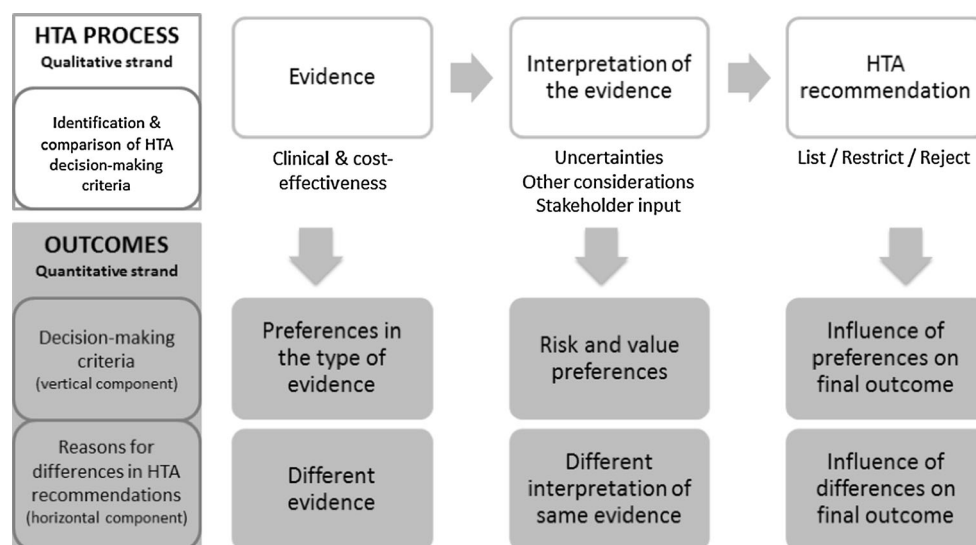 HTA PROCESS
Qualitative strand
Identification &
comparison of HTA
decision-making
criteria
Evidence
Clinical & cost-
effectiveness
Interpretation of
the evidence
Uncertainties
Other considerations
Stakeholder input
HTA
recommendation
List / Restrict / Reject
OUTCOMES
Quantitative strand
Decision-making
criteria
(vertical component)
Preferences in
the type of
evidence
Risk and value
preferences
Influence of
preferences on
final outcome
Reasons for
differences in HTA
recommendations
(horizontal component)
Different
evidence
Different
interpretation of
same evidence
Influence of
differences on
final outcome